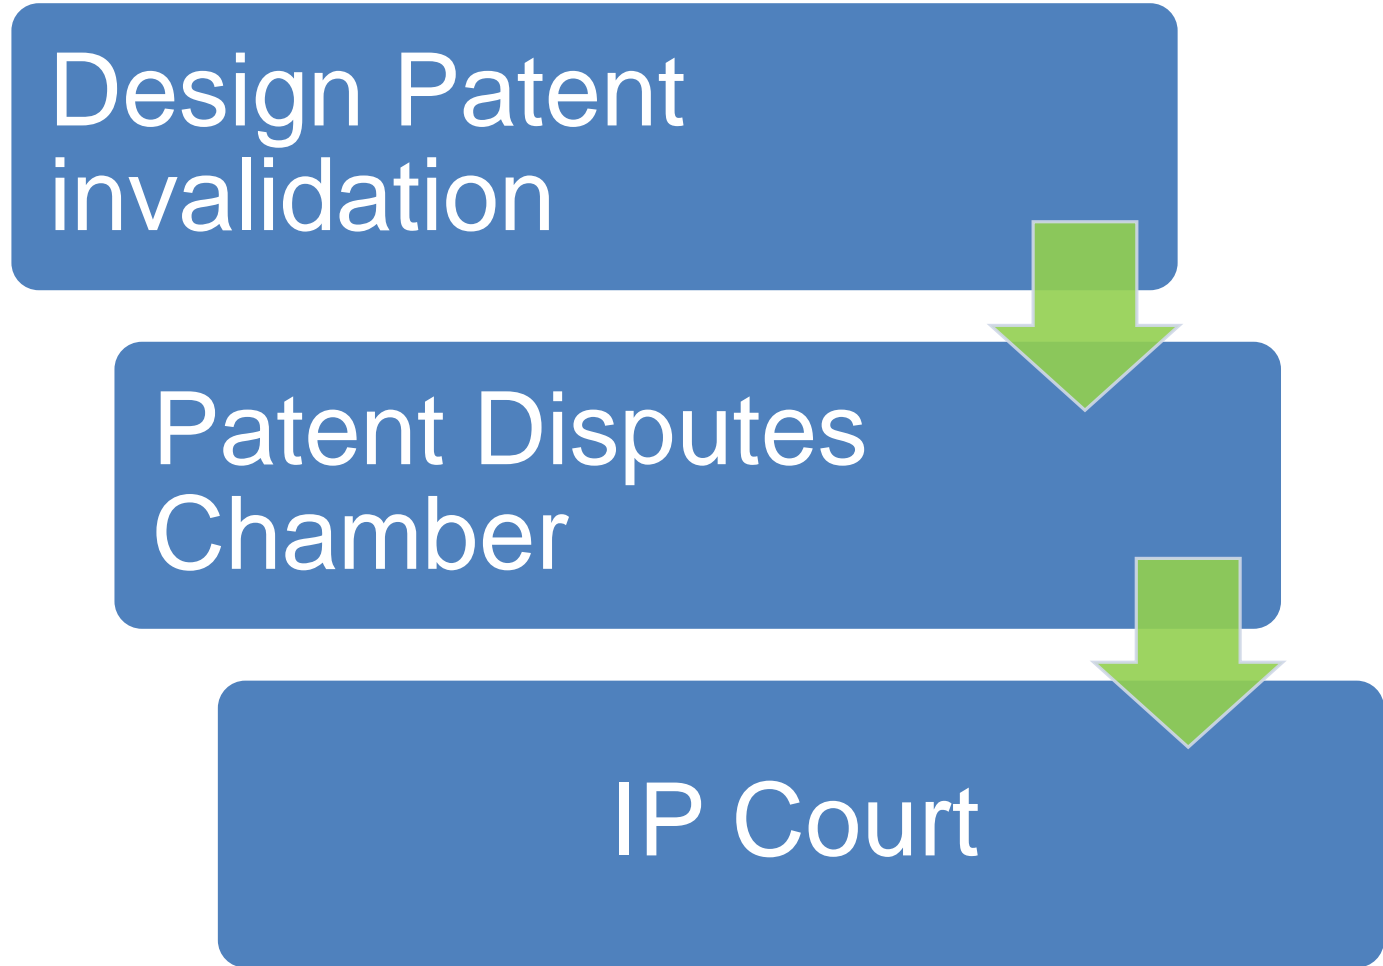 Design Patent
invalidation
Patent Disputes
Chamber
IP Court